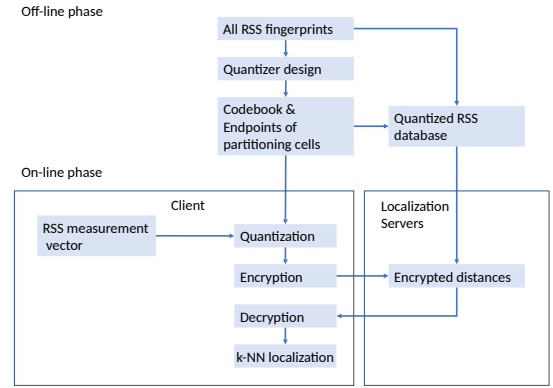 Off-line phase
All RSS fingerprints
Quantizer design
Codebook &
Endpoints of
partitioning cells
Quantized RSS
database
On-line phase
Client
Localization
Servers
RSS measurement
vector
Quantization
Encryption
Encrypted distances
Decryption
k-NN localization